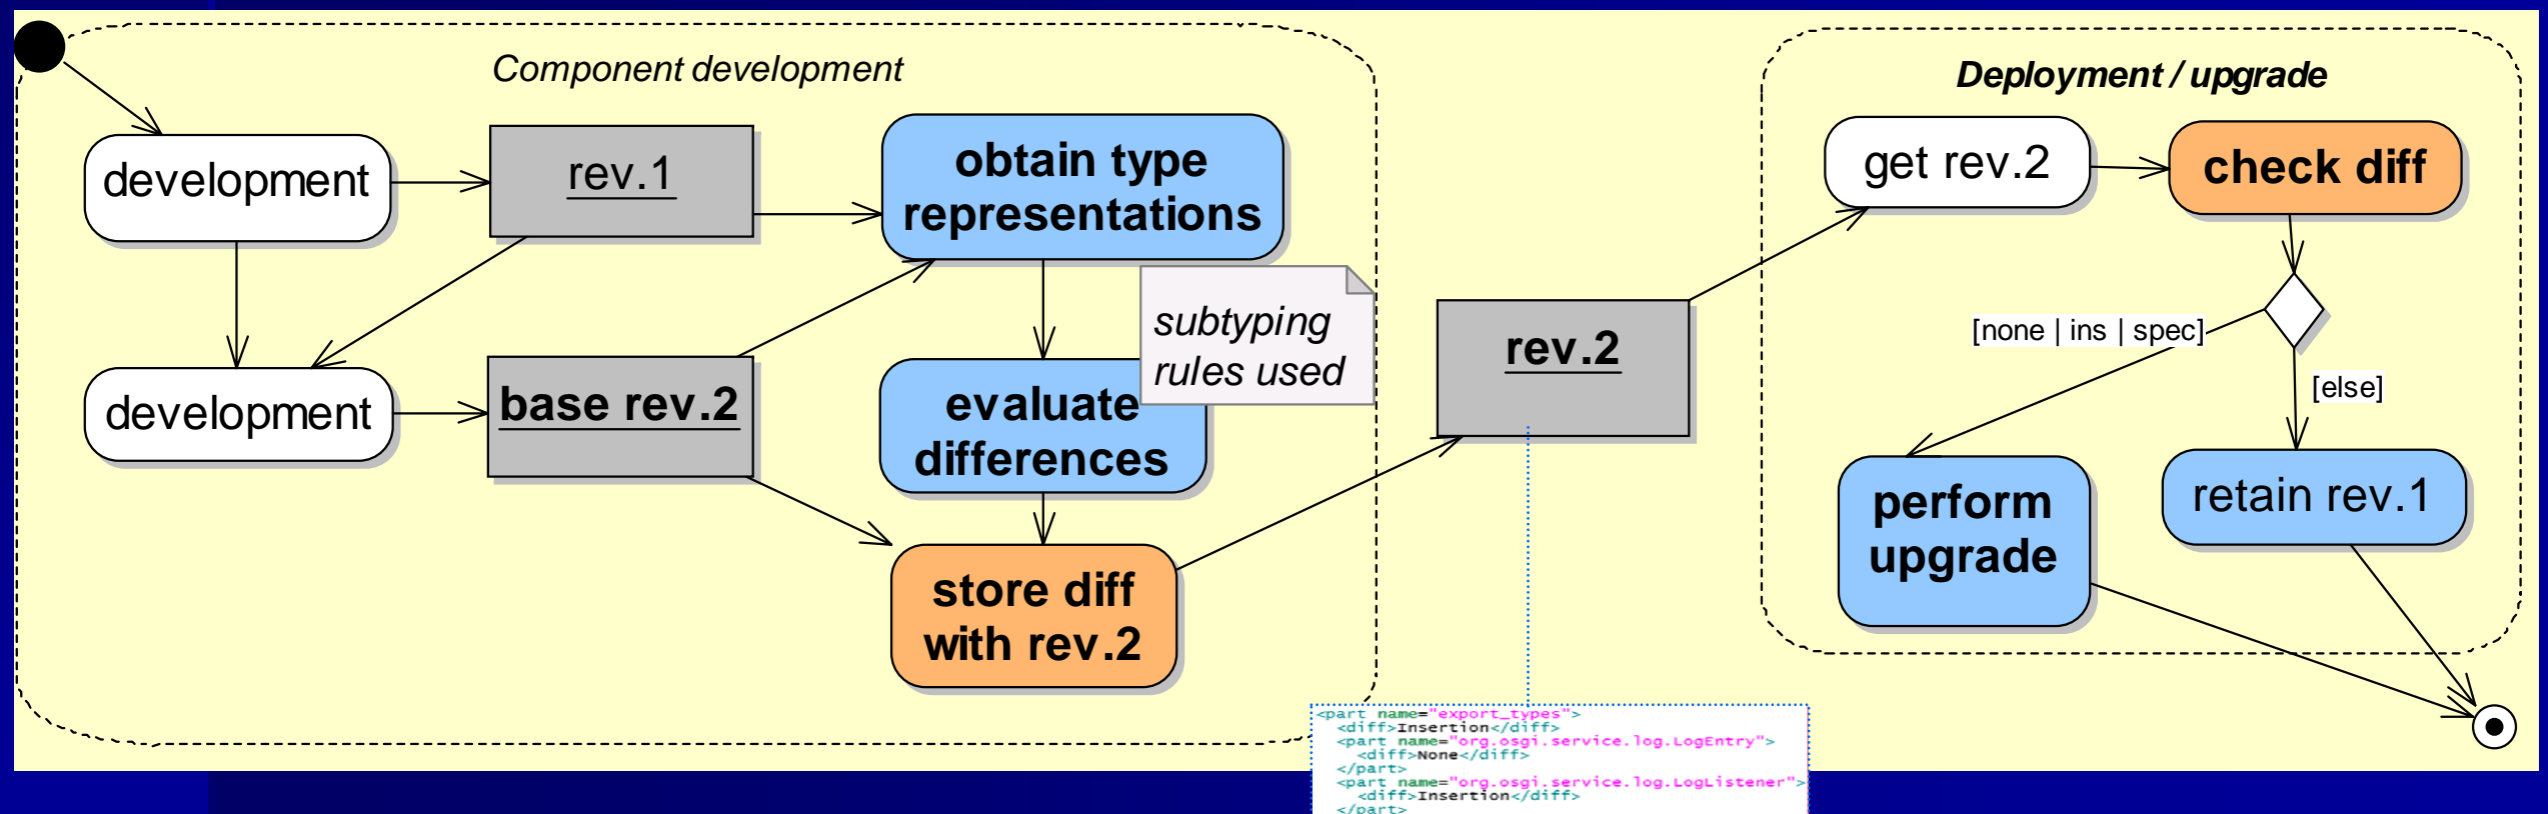 Component development
Deployment / upgrade
development
rev.1
obtain type
representations
get rev.2
check diff
subtyping
rules used
[none | ins | spec]
[else]
development
base rev.2
evaluate
differences
rev.2
perform
upgrade
retain rev.1
store diff
with rev.2
<part name="export_types">
<diff>Insertion</diff>
<part name="org.osgi.service.log.LogEntry">
<diff>None</diff>
</part>
<part name="org.osgi.service.log.LogListener">
<diff>Insertion</diff>
</part>